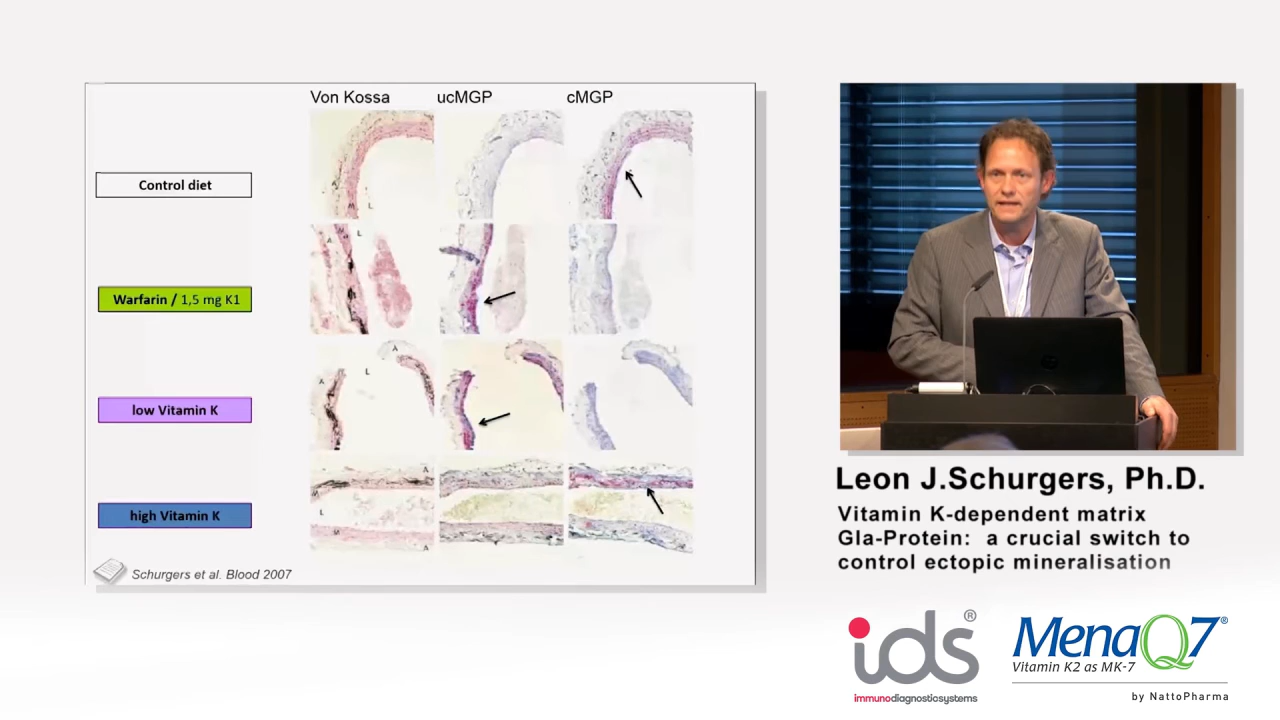 Von Kossa ucMGP cMGP
Control diet
Warfarin / 1,5 mg K1
low Vitamin K
high Vitamin K
Schurgers et al. Blood 2007
M L
A M L
A L A
A
M
L
M
A
Leon J.Schurgers, Ph.D.
Vitamin K-dependent matrix
Gla-Protein: a crucial switch to
control ectopic mineralisation
ids®
immunodiagnosticsystems
MenaQ7®
Vitamin K2 as MK-7
by NattoPharma